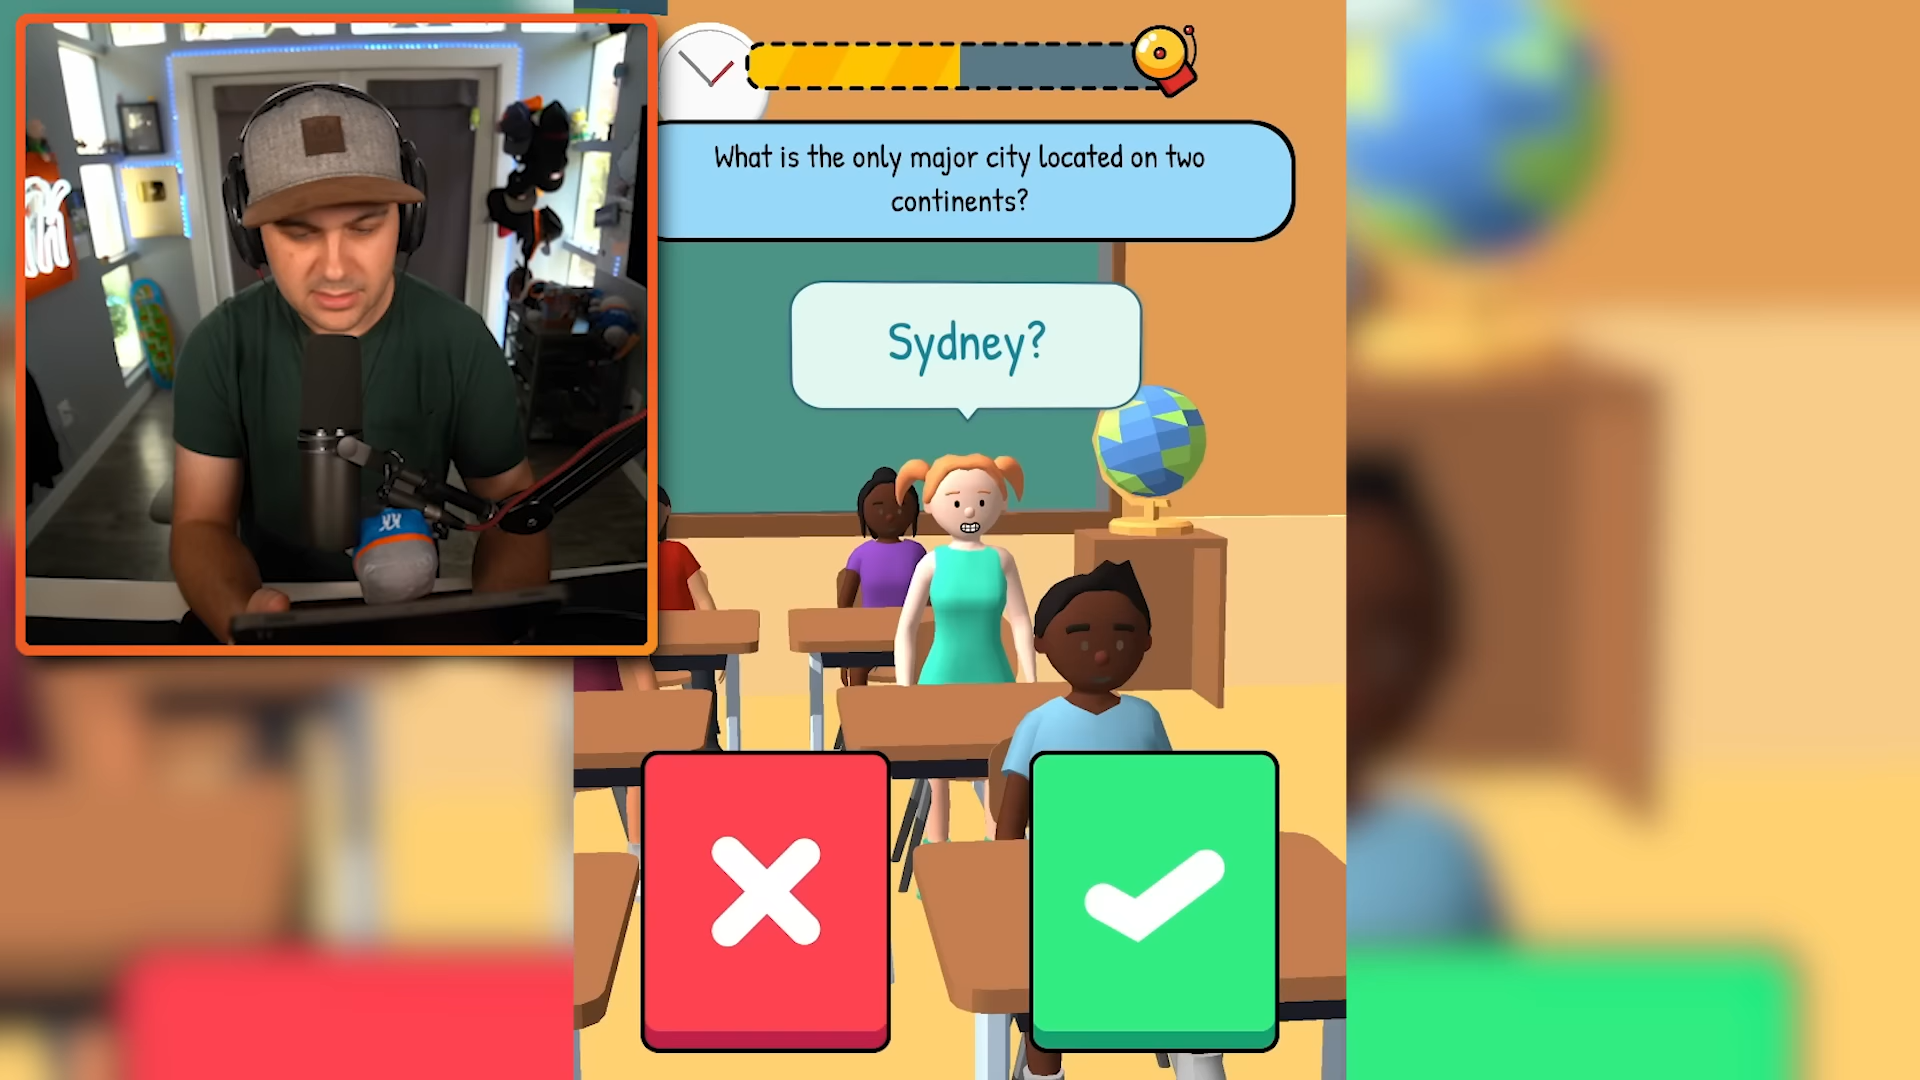 What is the only major city located on two
continents?
Sydney?